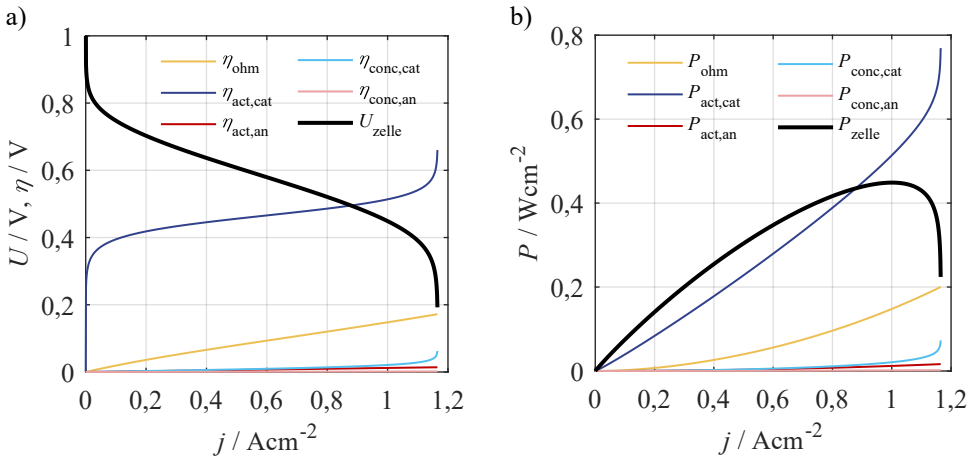 a)
U / V, η / V
1
0,8
0,6
0,4
0,2
0
η_ohm
η_act,cat
η_act,an
η_conc,cat
η_conc,an
U_zelle
0 0,2 0,4 0,6 0,8 1 1,2
j / Acm⁻²
b)
P / Wcm⁻²
0,8
0,6
0,4
0,2
0
P_ohm
P_act,cat
P_act,an
P_conc,cat
P_conc,an
P_zelle
0 0,2 0,4 0,6 0,8 1 1,2
j / Acm⁻²